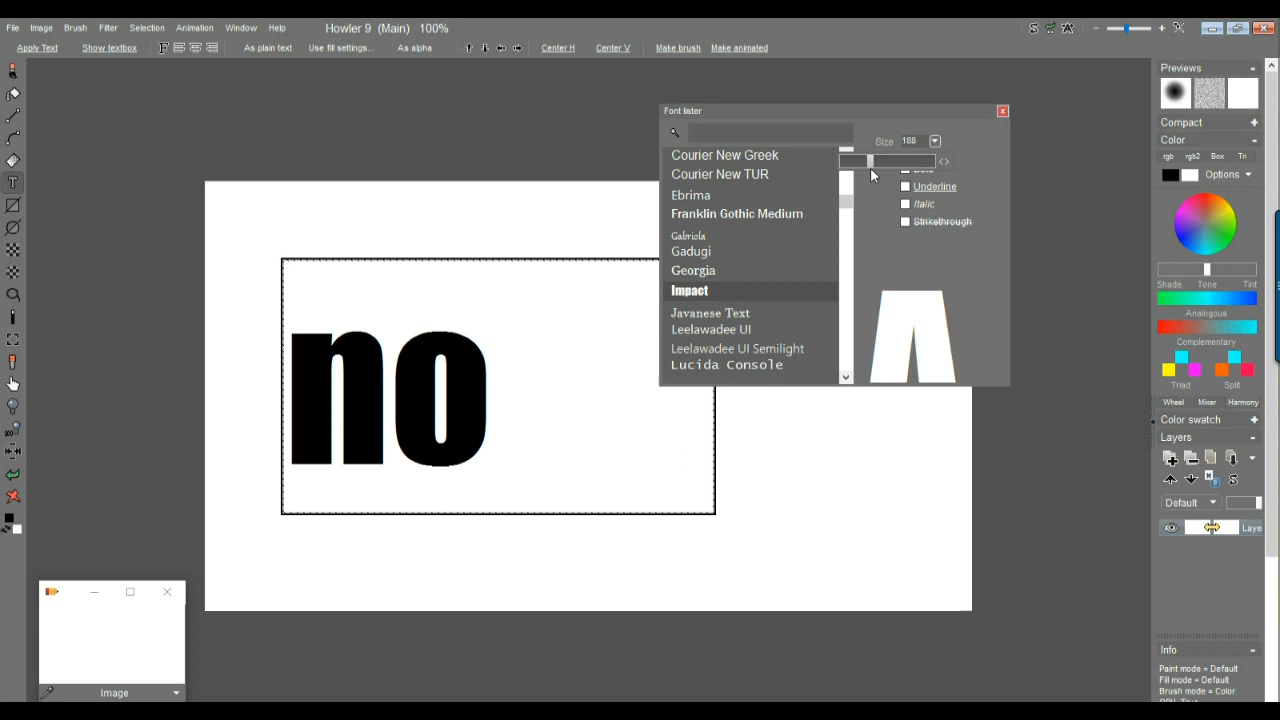 File Image Brush Filter Selection Animation Window Help Howler 9 (Main) 100%
Apply Text Show textbox As plain text Use fill settings... As alpha Center H Center V Make brush Make animated
Font lister
Size 188
Courier New Greek
Courier New TUR
Ebrima
Franklin Gothic Medium
Gabriola
Gadugi
Georgia
Impact
Javanese Text
Leelawadee UI
Leelawadee UI Semilight
Lucida Console
Underline
Italic
Strikethrough
no
Previews
Compact
Color
rgb rgb2 Box Tri
Options
Shade Tone Tint
Analogous
Complementary
Triad Split
Wheel Mixer Harmony
Color swatch
Layers
Default
Laye
Info
Paint mode = Default
Fill mode = Default
Brush mode = Color
Image